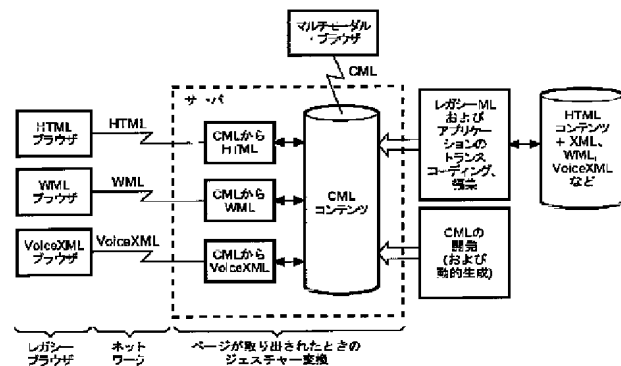 マルチモーダル
・ブラウザ
CML
サーバ
HTML
ブラウザ
HTML
CMLから
HTML
WML
ブラウザ
WML
CMLから
WML
VoiceXML
ブラウザ
VoiceXML
CMLから
VoiceXML
CML
コンテンツ
レガシーML
および
アプリケー
ションの
トランス
コーディング、
HTML
コンテンツ
+ XML、
WML,
VoiceXML
など
CMLの
開発
(および
動的生成)
レガシー
ブラウザ
ネット
ワーク
ページが取り出されたときの
ジェスチャー変換